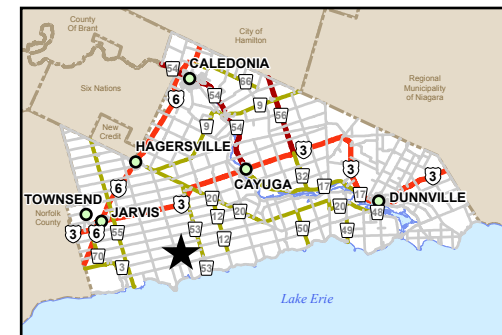 County
Of Brant
City of
Hamilton
54
CALEDONIA
56
Six Nations
6
54
Regional
Municipality
of Niagara
9
56
New
Credit
9
54
HAGERSVILLE
3
3
3
6
CAYUGA
32
17
17
TOWNSEND
3
20
DUNNVILLE
Norfolk
County
JARVIS
20
20
48
3
6
55
53
12
12
50
49
70
3
53
Lake Erie